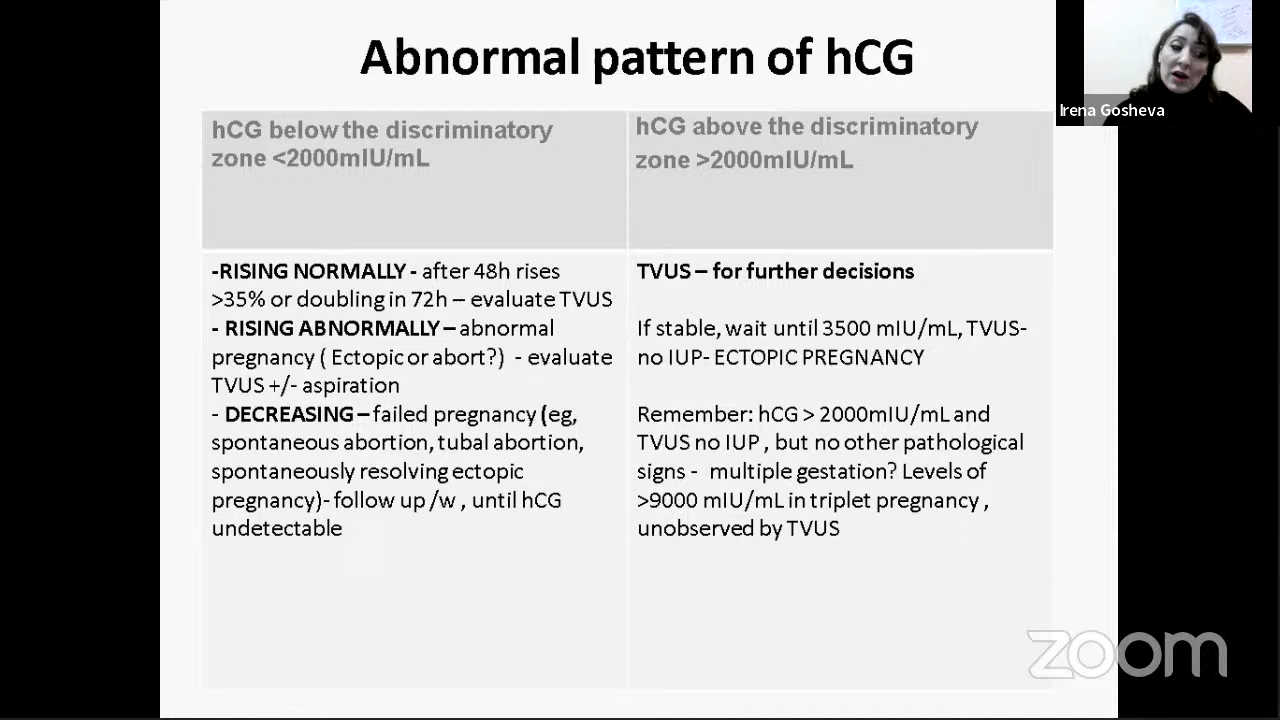 Abnormal pattern of hCG
Irena Gosheva
hCG below the discriminatory
zone <2000mIU/mL
hCG above the discriminatory
zone >2000mIU/mL
-RISING NORMALLY - after 48h rises
>35% or doubling in 72h – evaluate TVUS
- RISING ABNORMALLY – abnormal
pregnancy ( Ectopic or abort?)  - evaluate
TVUS +/- aspiration
- DECREASING – failed pregnancy (eg,
spontaneous abortion, tubal abortion,
spontaneously resolving ectopic
pregnancy)- follow up /w , until hCG
undetectable
TVUS – for further decisions
If stable, wait until 3500 mIU/mL, TVUS-
no IUP- ECTOPIC PREGNANCY
Remember: hCG > 2000mIU/mL and
TVUS no IUP , but no other pathological
signs -  multiple gestation? Levels of
>9000 mIU/mL in triplet pregnancy ,
unobserved by TVUS
zoom